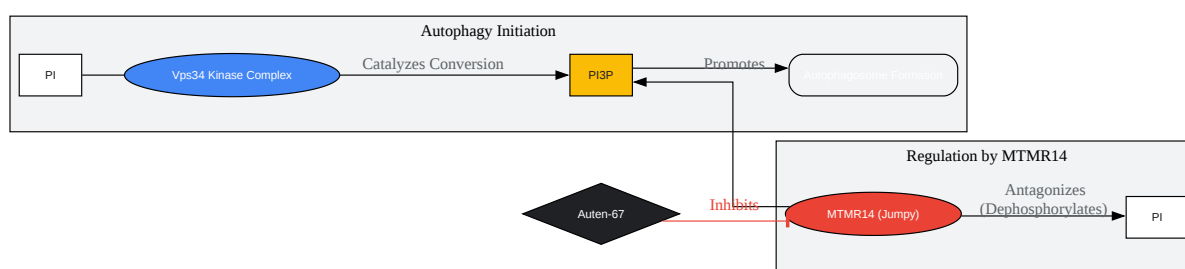 Autophagy Initiation
PI
Vps34 Kinase Complex
Catalyzes Conversion
PI3P
Promotes
Autophagosome Formation
Regulation by MTMR14
Auten-67
Inhibits
MTMR14 (Jumpy)
Antagonizes
(Dephosphorylates)
PI